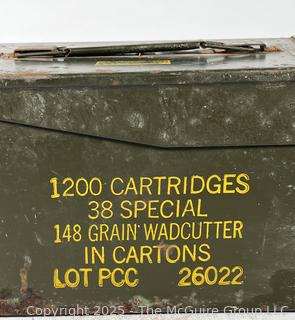 1200 CARTRIDGES
38 SPECIAL
148 GRAIN WADCUTTER
IN CARTONS
LOT PCC 26022
Copyright 2025 - The McGuire Group LLC